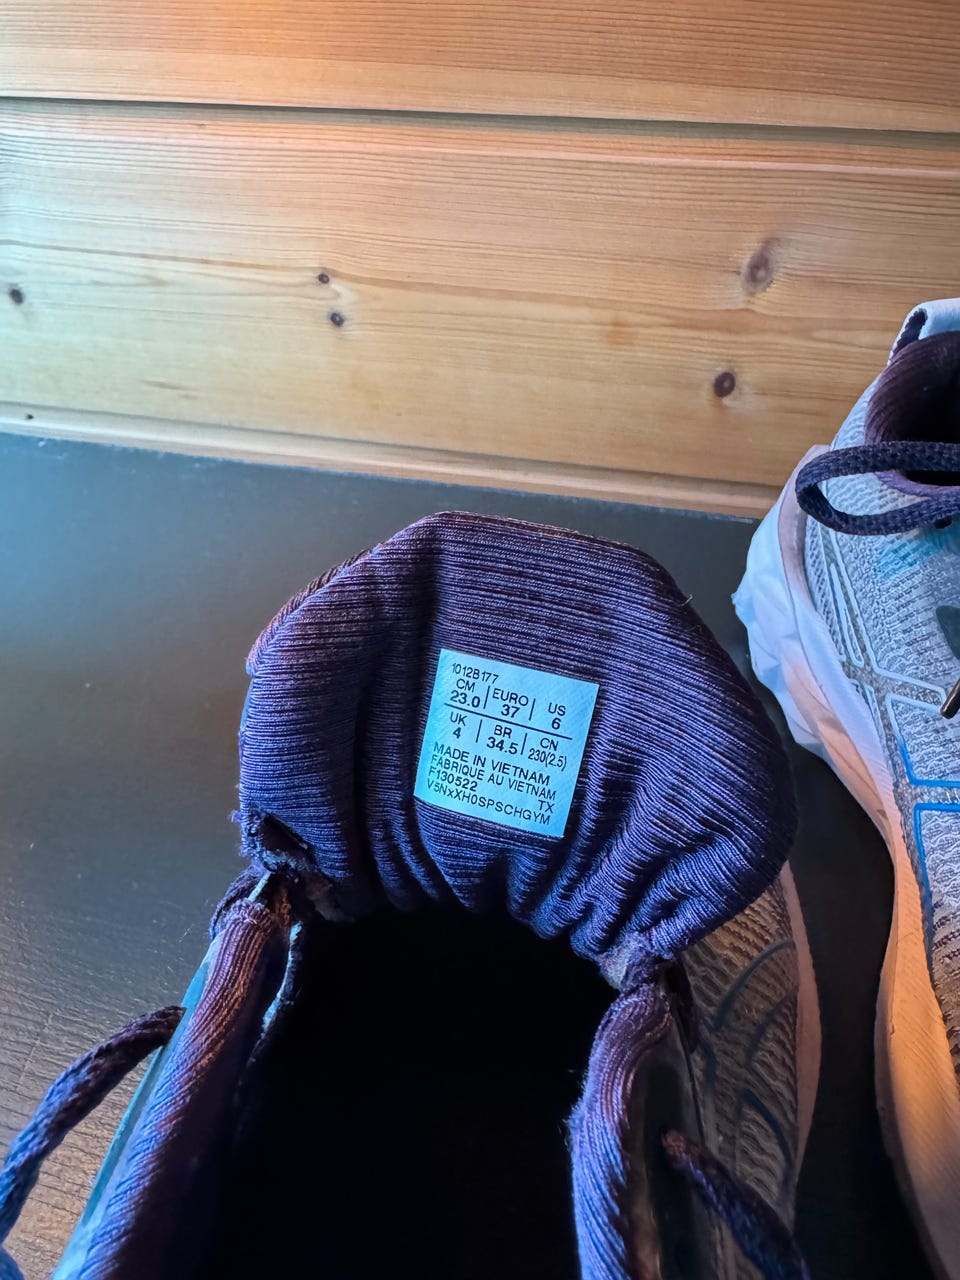 1012B177
CM EURO US
23.0 37 6
UK BR CN
4 34.5 230(2.5)
MADE IN VIETNAM
FABRIQUE AU VIETNAM
F130522 TX
V5NxXH0SPSCHGYM